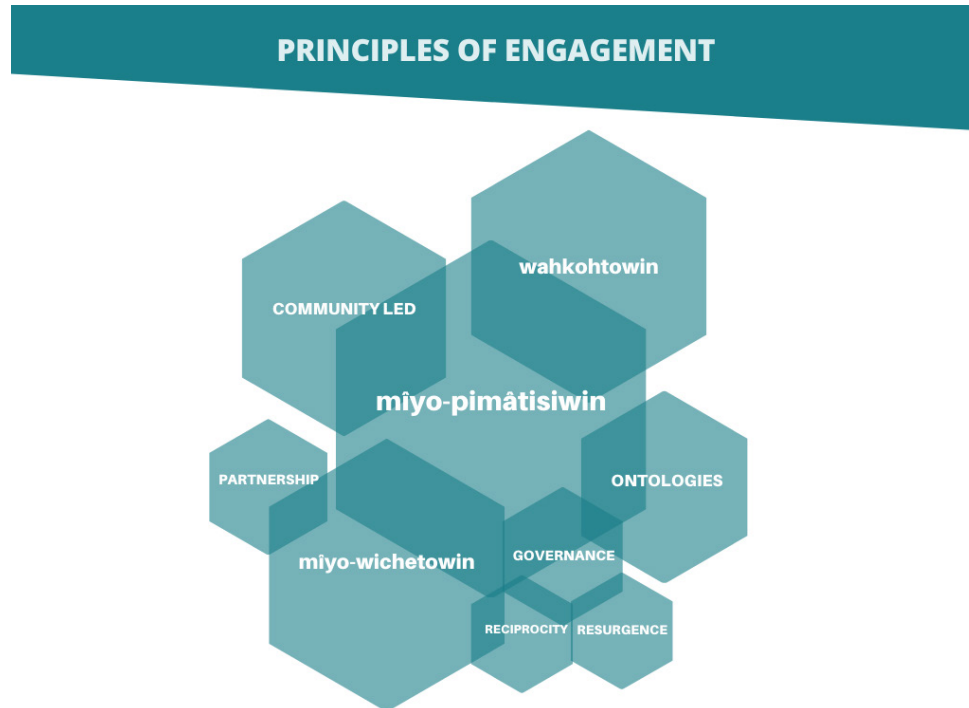 PRINCIPLES OF ENGAGEMENT
wahkohtowin
COMMUNITY LED
mîyo-pimâtisiwin
PARTNERSHIP
ONTOLOGIES
GOVERNANCE
mîyo-wichetowin
RECIPROCITY
RESURGENCE